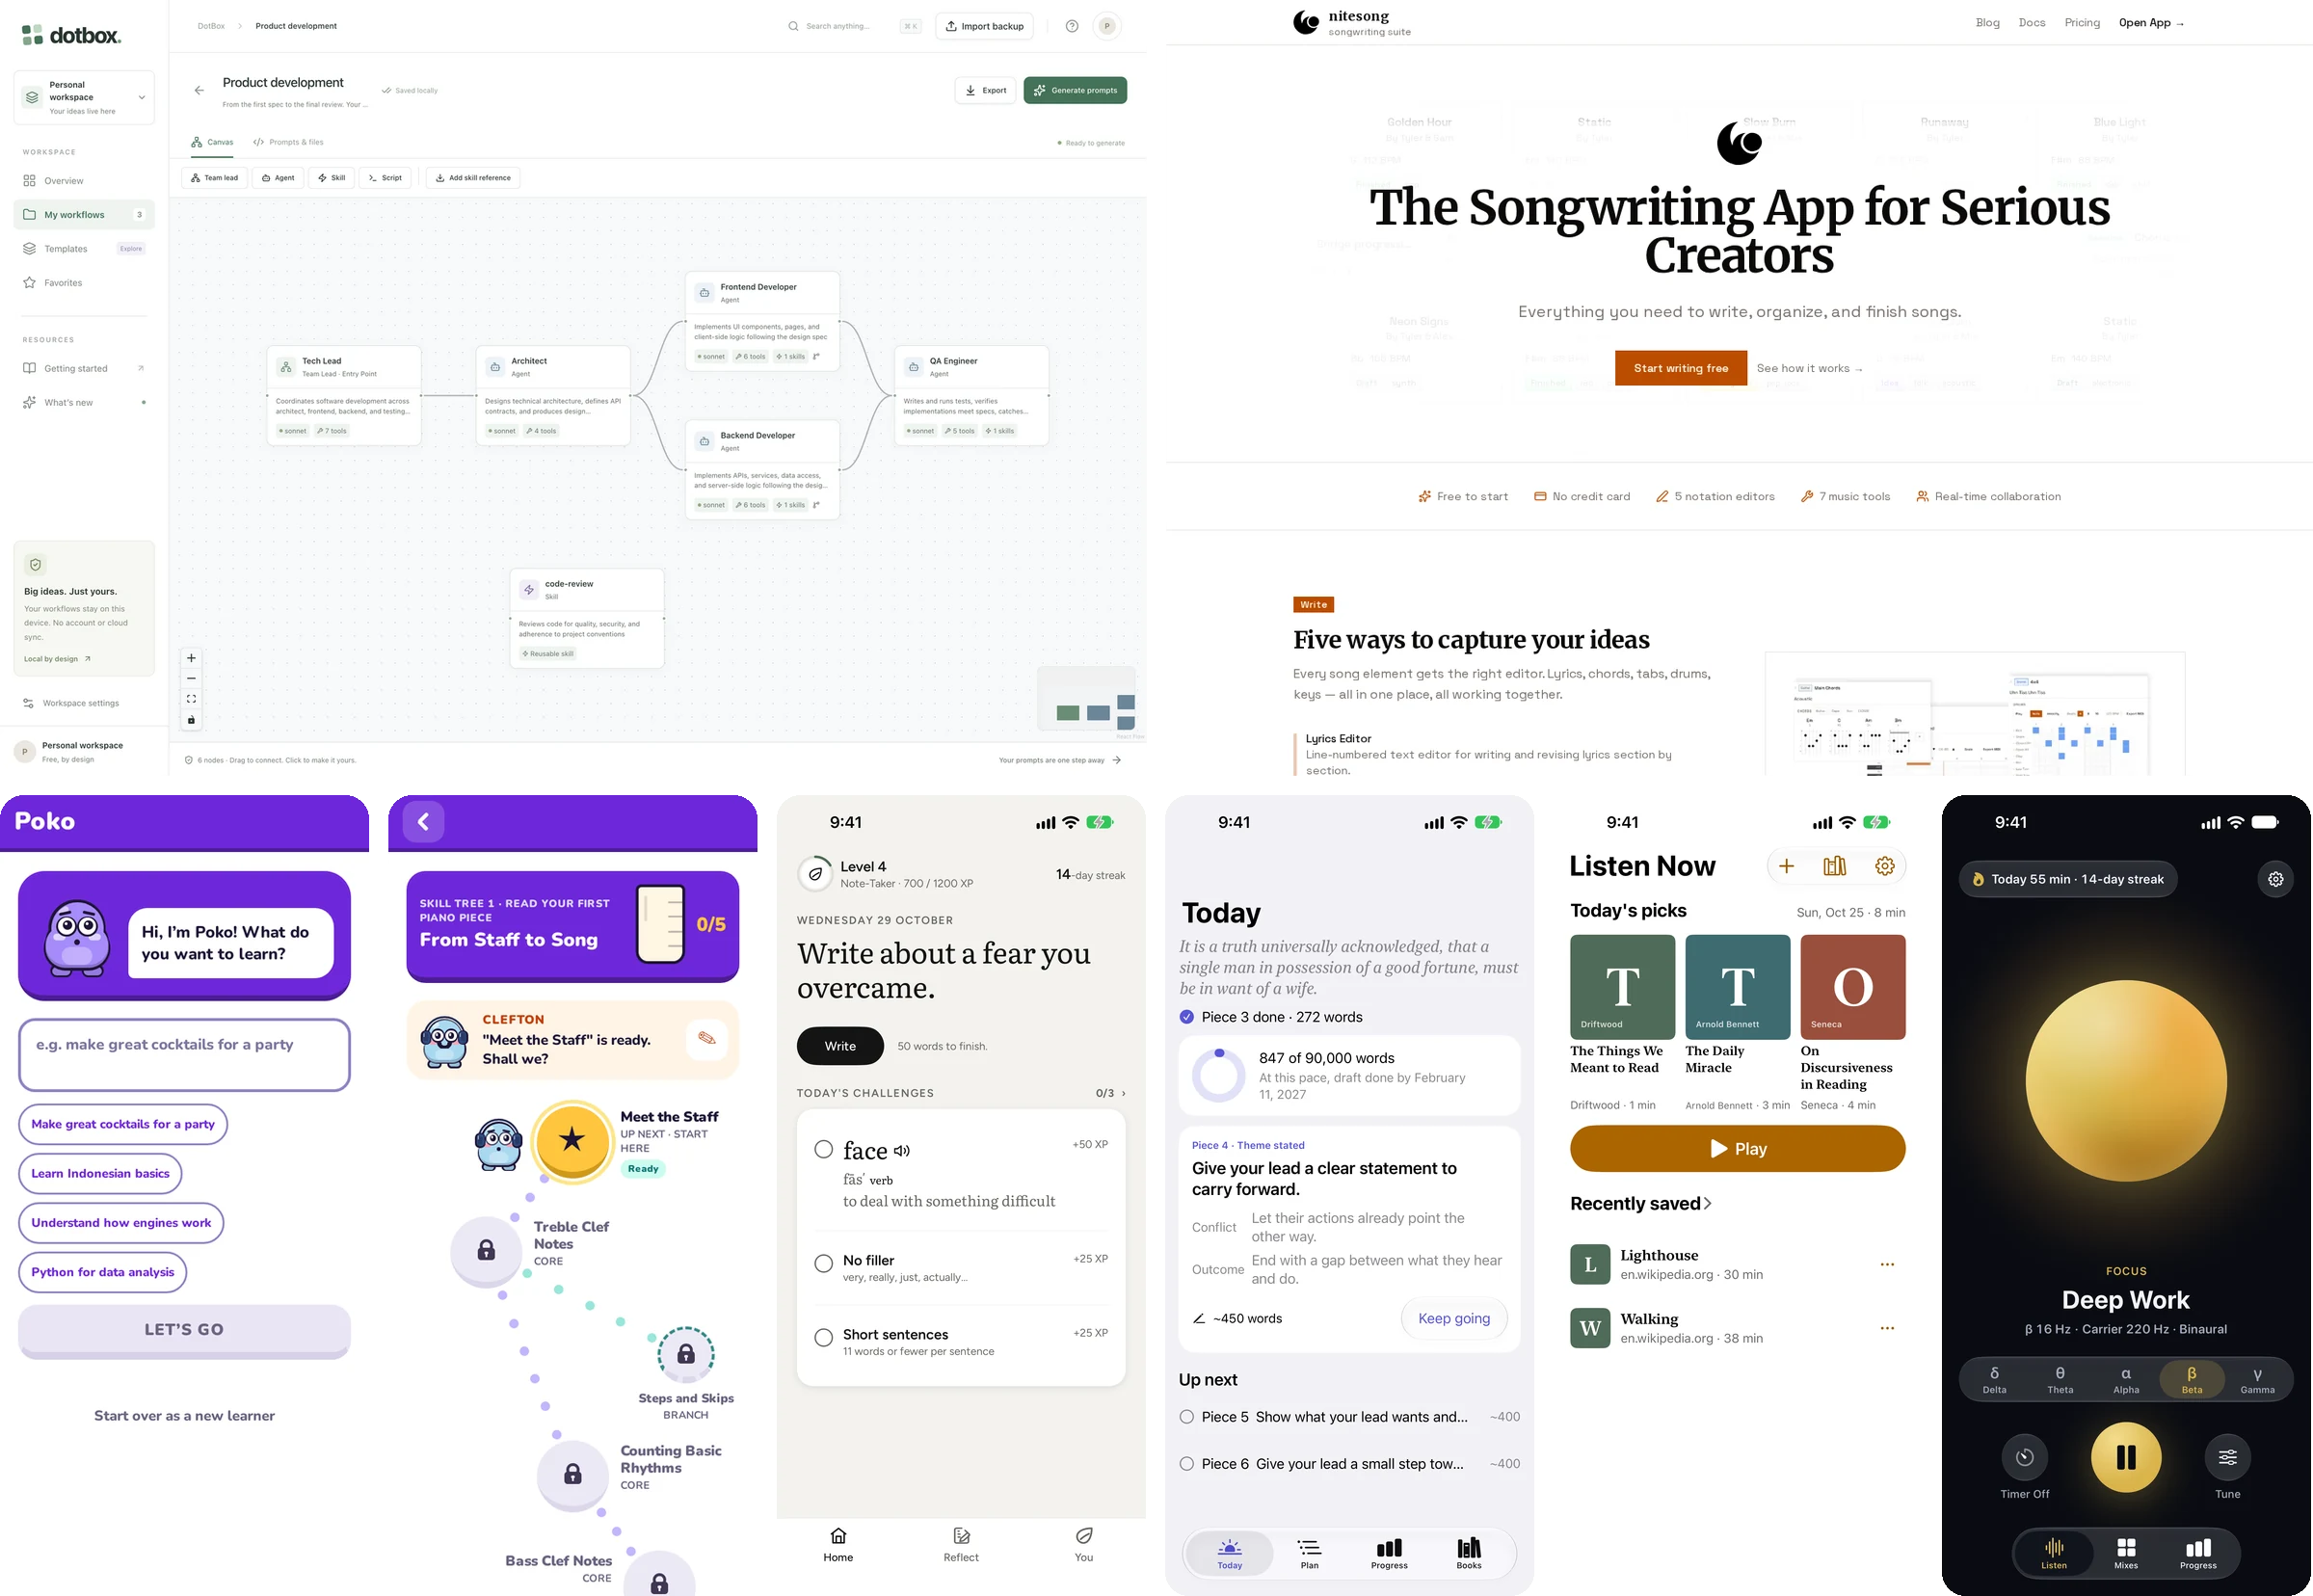 dotbox.
DotBox
Product development
Search anything...
⌘ K
Import backup
P
Personal workspace
Your ideas live here
WORKSPACE
Overview
My workflows
3
Templates
Explore
Favorites
RESOURCES
Getting started
What's new
Big ideas. Just yours.
Your workflows stay on this
device. No account or cloud
sync.
Local by design
Workspace settings
P
Personal workspace
Free, by design
Product development
From the first spec to the final review. Your ...
Saved locally
Export
Generate prompts
Canvas
Prompts & files
Ready to generate
Team lead
Agent
Skill
Script
Add skill reference
Tech Lead
Team Lead · Entry Point
Coordinates software development across
architect, frontend, backend, and testing...
sonnet
7 tools
Architect
Agent
Designs technical architecture, defines API
contracts, and produces design...
sonnet
4 tools
Frontend Developer
Agent
Implements UI components, pages, and
client-side logic following the design spec
sonnet
6 tools
1 skills
Backend Developer
Agent
Implements APIs, services, data access,
and server-side logic following the desig...
sonnet
6 tools
1 skills
QA Engineer
Agent
Writes and runs tests, verifies
implementations meet specs, catches...
sonnet
5 tools
1 skills
code-review
Skill
Reviews code for quality, security, and
adherence to project conventions
Reusable skill
React Flow
6 nodes · Drag to connect. Click to make it yours.
Your prompts are one step away
nitesong
songwriting suite
Blog
Docs
Pricing
Open App →
Golden Hour
Static
Slow Burn
Runaway
Blue Light
The Songwriting App for Serious
Creators
Everything you need to write, organize, and finish songs.
Neon Signs
Static
Draft
Start writing free
See how it works →
Free to start
No credit card
5 notation editors
7 music tools
Real-time collaboration
Write
Five ways to capture your ideas
Every song element gets the right editor. Lyrics, chords, tabs, drums,
keys — all in one place, all working together.
Lyrics Editor
Line-numbered text editor for writing and revising lyrics section by
section.
Poko
Hi, I'm Poko! What do
you want to learn?
e.g. make great cocktails for a party
Make great cocktails for a party
Learn Indonesian basics
Understand how engines work
Python for data analysis
LET'S GO
Start over as a new learner
SKILL TREE 1 · READ YOUR FIRST
PIANO PIECE
From Staff to Song
0/5
CLEFTON
"Meet the Staff" is ready.
Shall we?
Meet the Staff
UP NEXT · START
HERE
Ready
Treble Clef
Notes
CORE
Steps and Skips
BRANCH
Counting Basic
Rhythms
CORE
Bass Clef Notes
CORE
9:41
Level 4
Note-Taker · 700 / 1200 XP
14-day streak
WEDNESDAY 29 OCTOBER
Write about a fear you
overcame.
Write
50 words to finish.
TODAY'S CHALLENGES
0/3 ›
face
+50 XP
fās′ verb
to deal with something difficult
No filler
+25 XP
very, really, just, actually...
Short sentences
+25 XP
11 words or fewer per sentence
Home
Reflect
You
9:41
Today
It is a truth universally acknowledged, that a
single man in possession of a good fortune, must
be in want of a wife.
Piece 3 done · 272 words
847 of 90,000 words
At this pace, draft done by February
11, 2027
Piece 4 · Theme stated
Give your lead a clear statement to
carry forward.
Conflict
Let their actions already point the
other way.
Outcome
End with a gap between what they hear
and do.
~450 words
Keep going
Up next
Piece 5 Show what your lead wants and...
~400
Piece 6 Give your lead a small step tow...
~400
Today
Plan
Progress
Books
9:41
Listen Now
Today's picks
Sun, Oct 25 · 8 min
T
Driftwood
T
Arnold Bennett
O
Seneca
The Things We
Meant to Read
Driftwood · 1 min
The Daily
Miracle
Arnold Bennett · 3 min
On
Discursiveness
in Reading
Seneca · 4 min
Play
Recently saved
L
Lighthouse
en.wikipedia.org · 30 min
W
Walking
en.wikipedia.org · 38 min
9:41
Today 55 min · 14-day streak
FOCUS
Deep Work
β 16 Hz · Carrier 220 Hz · Binaural
δ
Delta
θ
Theta
α
Alpha
β
Beta
γ
Gamma
Timer Off
Tune
Listen
Mixes
Progress